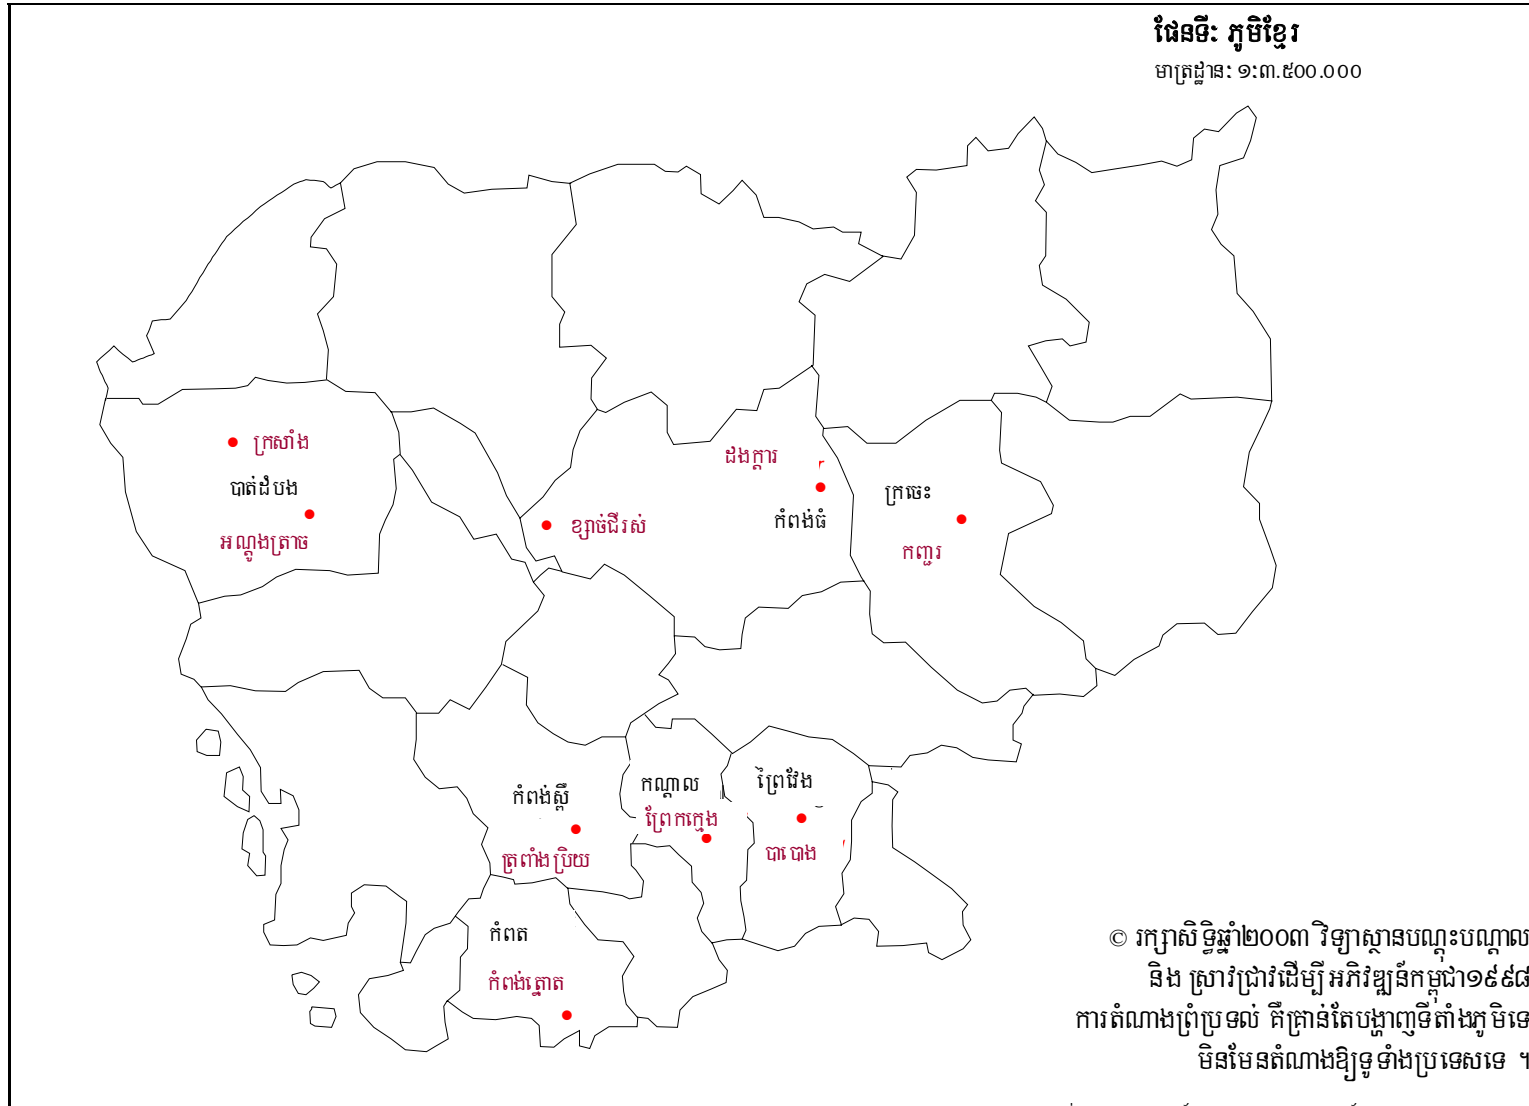 ផែនទី: ភូមិខ្មែរ
មាត្រដ្ឋាន: ១:៣.៥០០.០០០
ក្រសាំង
ដងក្ដារ
បាត់ដំបង
ក្រចេះ
ខ្សាច់ជីរស់
កំពង់ធំ
អណ្ដូងត្រាច
កញ្ជរ
កំពង់ស្ពឺ
កណ្ដាល
ព្រៃវែង
ព្រែកក្មេង
ត្រពាំងប្រិយ
បាបោង
កំពត
កំពង់ត្នោត
© រក្សាសិទ្ធិឆ្នាំ២០០៣ វិទ្យាស្ថានបណ្ដុះបណ្ដាល
និង ស្រាវជ្រាវដើម្បីអភិវឌ្ឍន៍កម្ពុជា១៩៩៨
ការតំណាងព្រំប្រទល់ គឺគ្រាន់តែបង្ហាញទីតាំងភូមិទេ
មិនមែនតំណាងឱ្យទូទាំងប្រទេសទេ ។